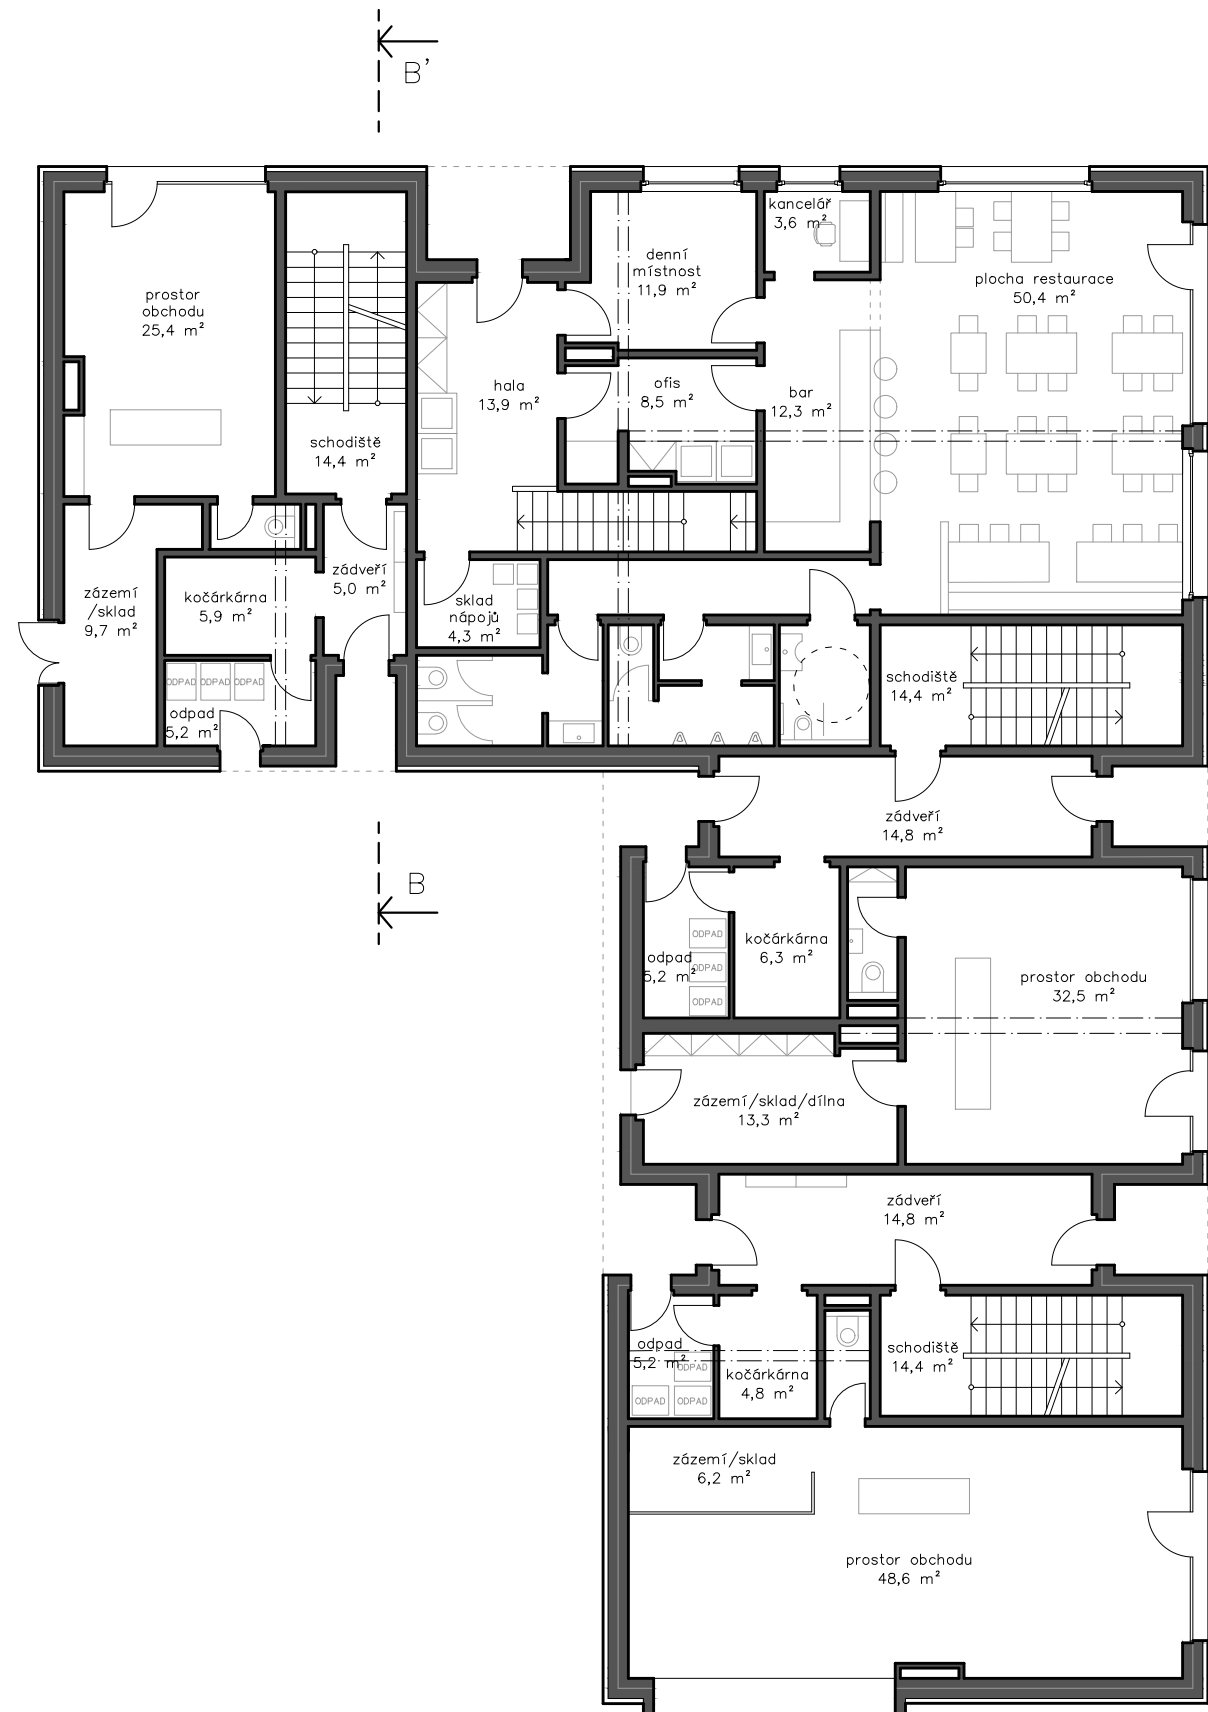 B'
kancelář
3,6 m²
denní
místnost
11,9 m²
plocha restaurace
50,4 m²
prostor
obchodu
25,4 m²
hala
13,9 m²
ofis
8,5 m²
bar
12,3 m²
schodiště
14,4 m²
zádveří
5,0 m²
zázemí
/sklad
9,7 m²
kočárkárna
5,9 m²
sklad
nápojů
4,3 m²
ODPAD ODPAD ODPAD
odpad
5,2 m²
schodiště
14,4 m²
zádveří
14,8 m²
B
ODPAD
ODPAD
ODPAD
odpad
5,2 m²
kočárkárna
6,3 m²
prostor obchodu
32,5 m²
zázemí/sklad/dílna
13,3 m²
zádveří
14,8 m²
odpad
5,2 m²
ODPAD
ODPAD ODPAD
kočárkárna
4,8 m²
schodiště
14,4 m²
zázemí/sklad
6,2 m²
prostor obchodu
48,6 m²